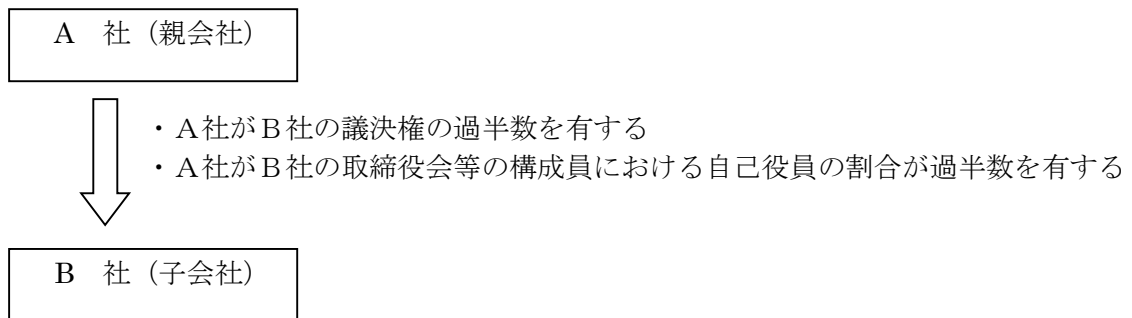 A 社（親会社）
・Ａ社がＢ社の議決権の過半数を有する
・Ａ社がＢ社の取締役会等の構成員における自己役員の割合が過半数を有する
B 社（子会社）